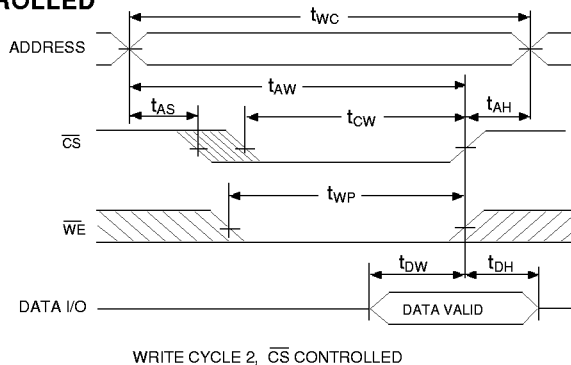 ROLLED
tWC
ADDRESS
tAW
tAS
tCW
tAH
CS
tWP
WE
tDW
tDH
DATA I/O
DATA VALID
WRITE CYCLE 2, CS CONTROLLED